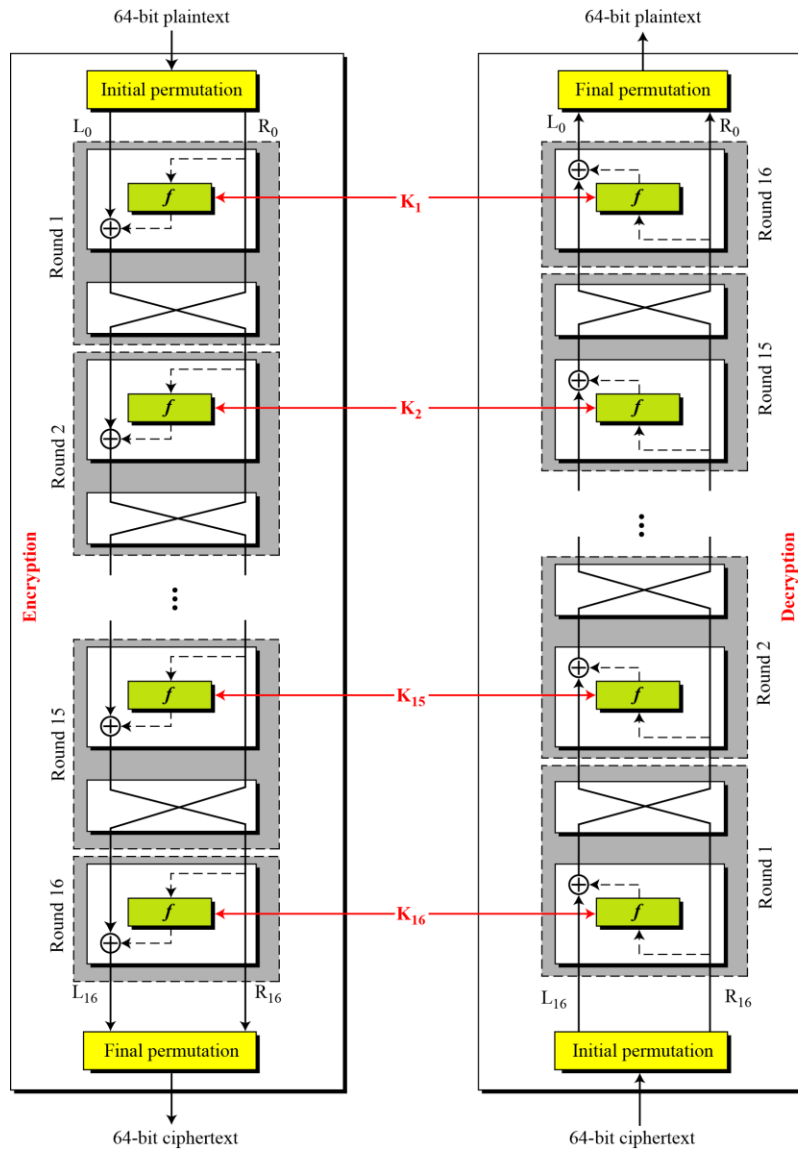 64-bit plaintext
Initial permutation
L0
R0
Round 1
f
Round 2
f
Encryption
...
Round 15
f
Round 16
f
L16
R16
Final permutation
64-bit ciphertext
K1
K2
K15
K16
64-bit plaintext
Final permutation
L0
R0
Round 16
f
Round 15
f
...
Decryption
Round 2
f
Round 1
f
L16
R16
Initial permutation
64-bit ciphertext